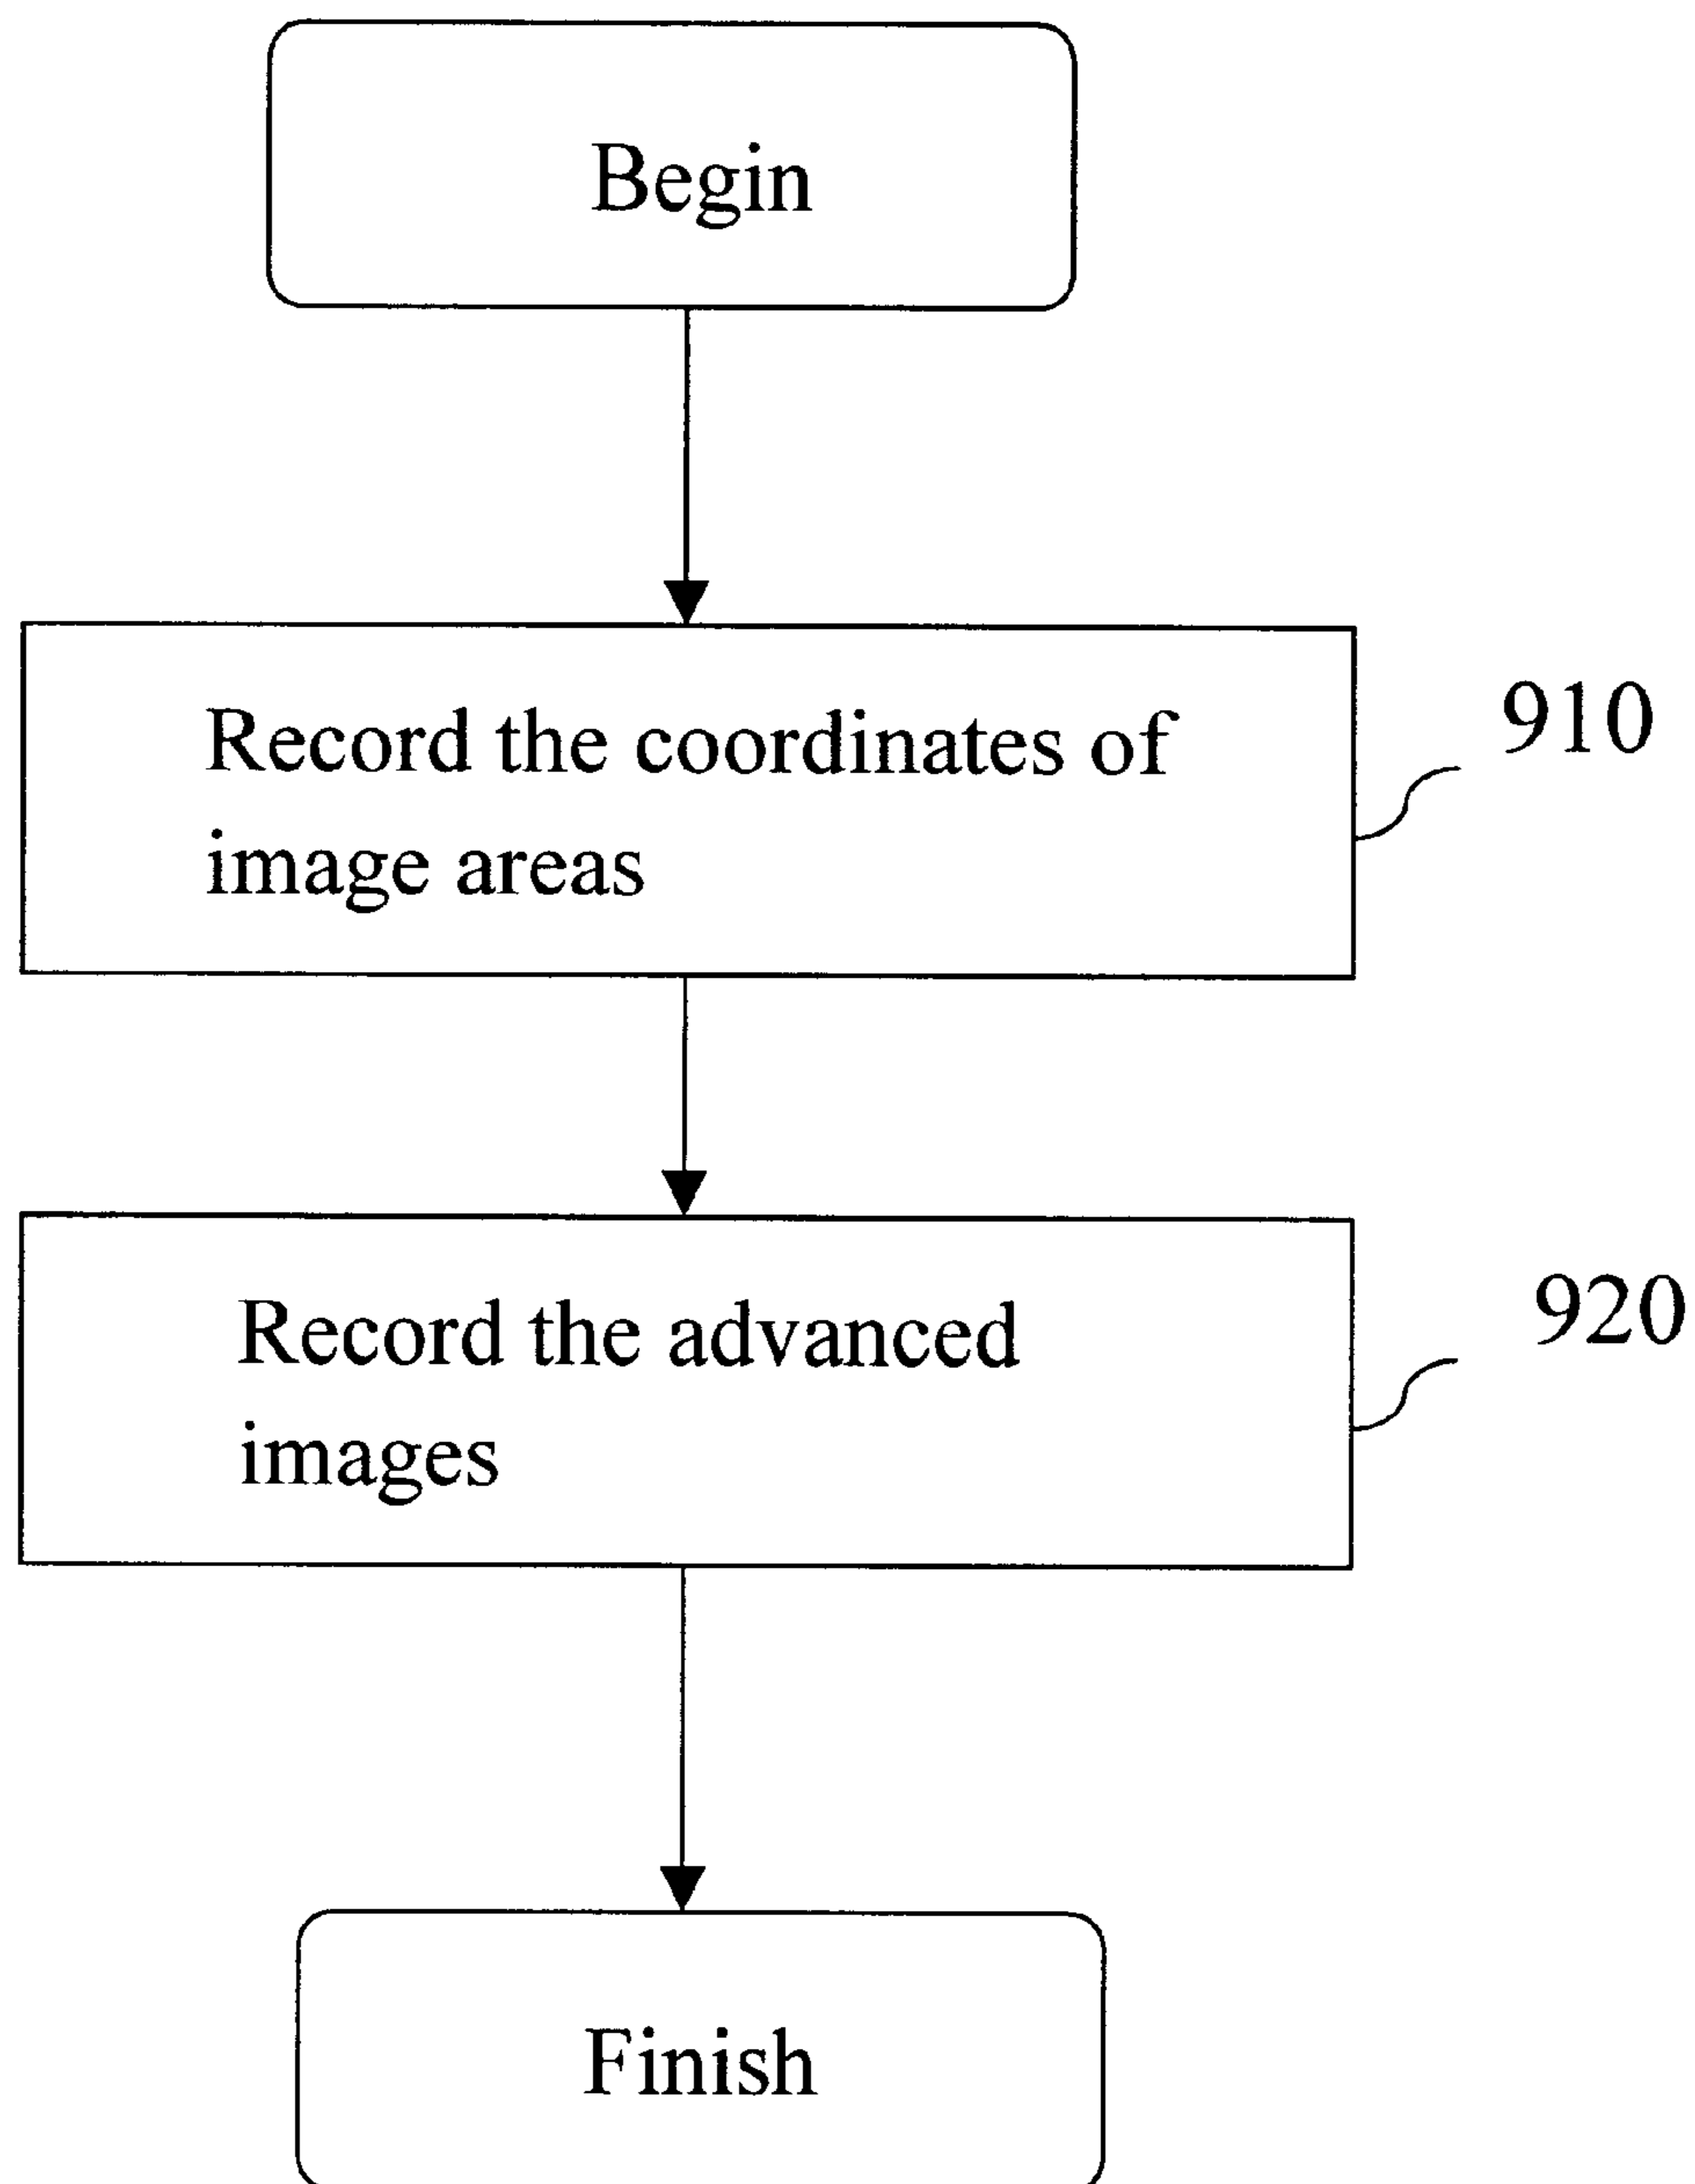 Begin
Record the coordinates of
image areas
910
Record the advanced
images
920
Finish